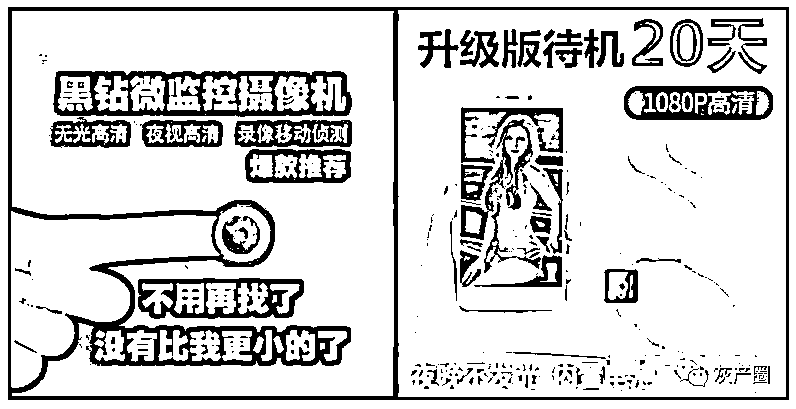 黑钻微监控摄像机
无光高清 夜视高清 录像移动侦测
爆款推荐
不用再找了
没有比我更小的了
升级版待机20天
1080P高清
夜晚不发光 内置电池
灰产圈